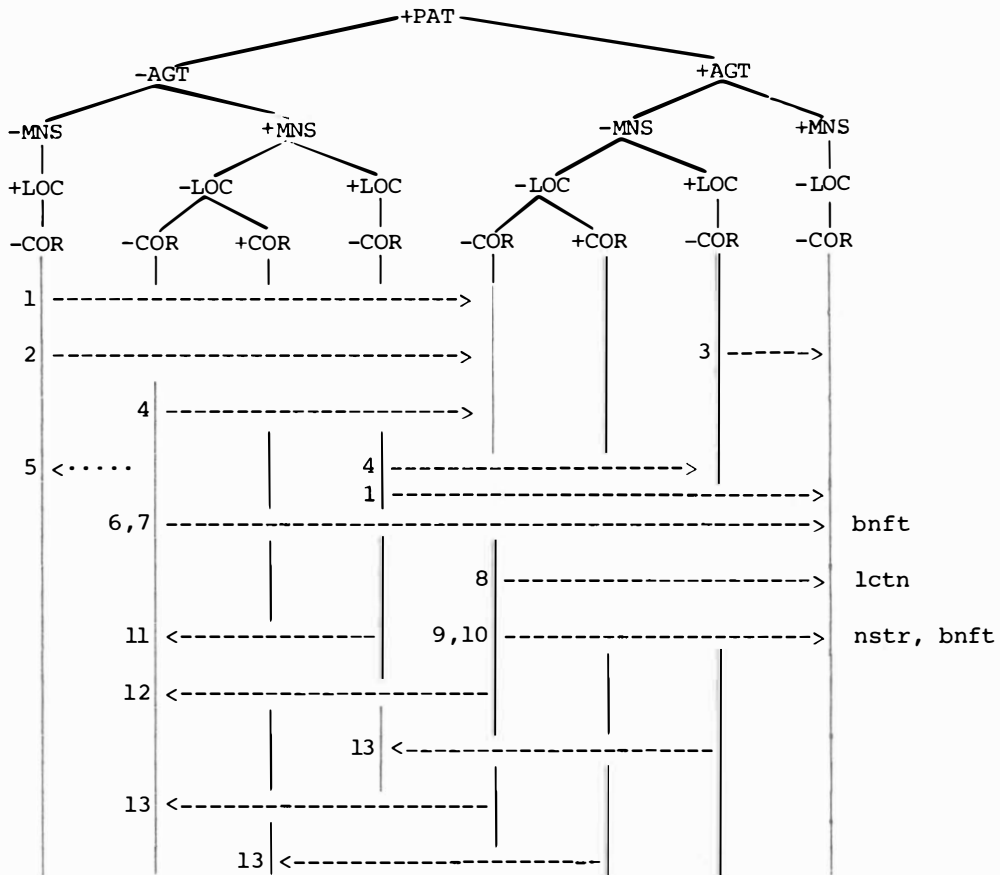 +PAT
-AGT +AGT
-MNS +MNS -MNS +MNS
+LOC -LOC +LOC -LOC +LOC -LOC
-COR -COR +COR -COR -COR +COR -COR -COR
1
2 3
4
5 4
1
6,7 bnft
8 lctn
11 9,10 nstr, bnft
12
13
13
13